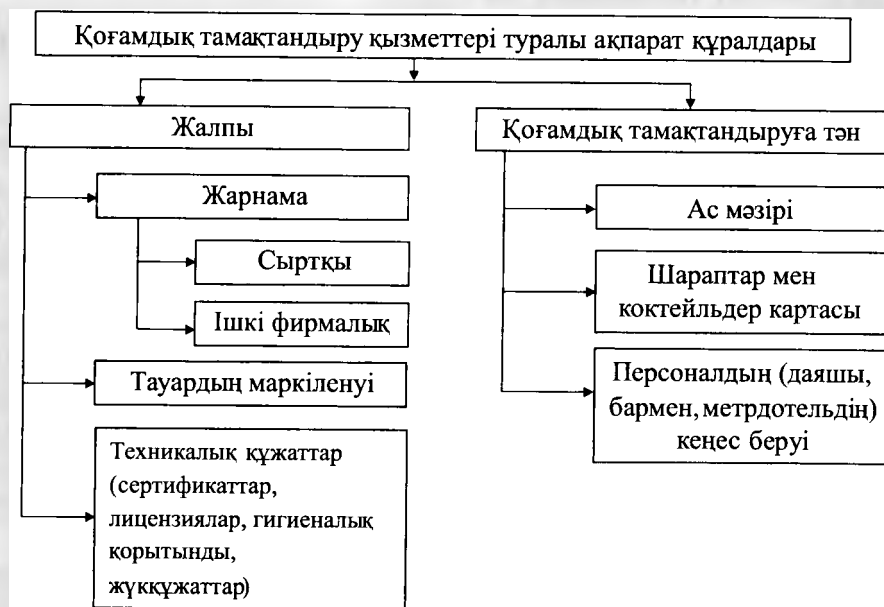 Қоғамдық тамақтандыру қызметтері туралы ақпарат құралдары
Жалпы
Жарнама
Сыртқы
Ішкі фирмалық
Тауардың маркіленуі
Техникалық құжаттар
(сертификаттар,
лицензиялар, гигиеналық
қорытынды,
жүкқұжаттар)
Қоғамдық тамақтандыруға тән
Ас мәзірі
Шараптар мен
коктейльдер картасы
Персоналдың (даяшы,
бармен, метрдотельдің)
кеңес беруі